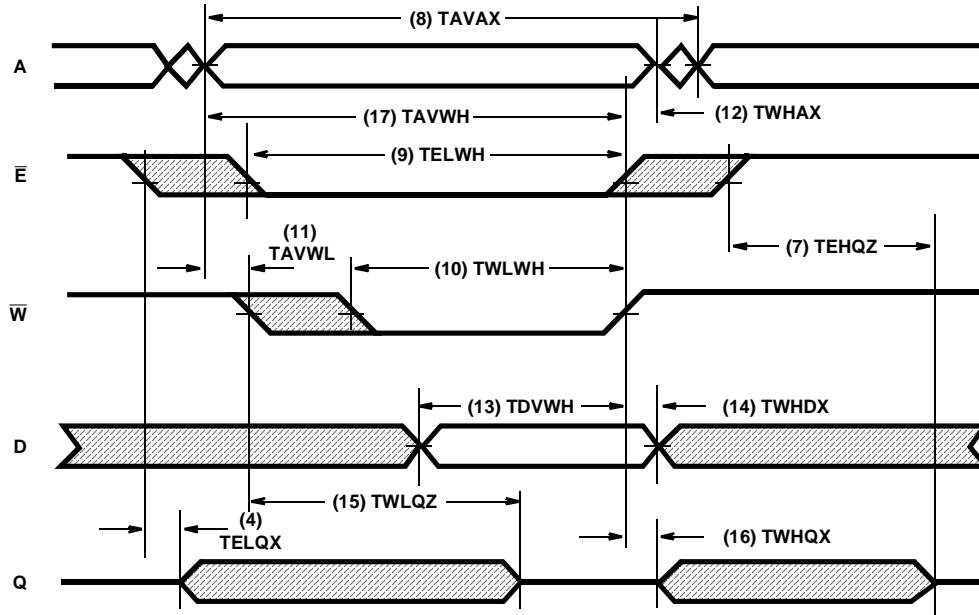 (8) TAVAX
A
(17) TAVWH
(12) TWHAX
(9) TELWH
E
(11)
TAVWL
(10) TWLWH
(7) TEHQZ
W
(13) TDVWH
(14) TWHDX
D
(15) TWLQZ
(4)
TELQX
(16) TWHQX
Q